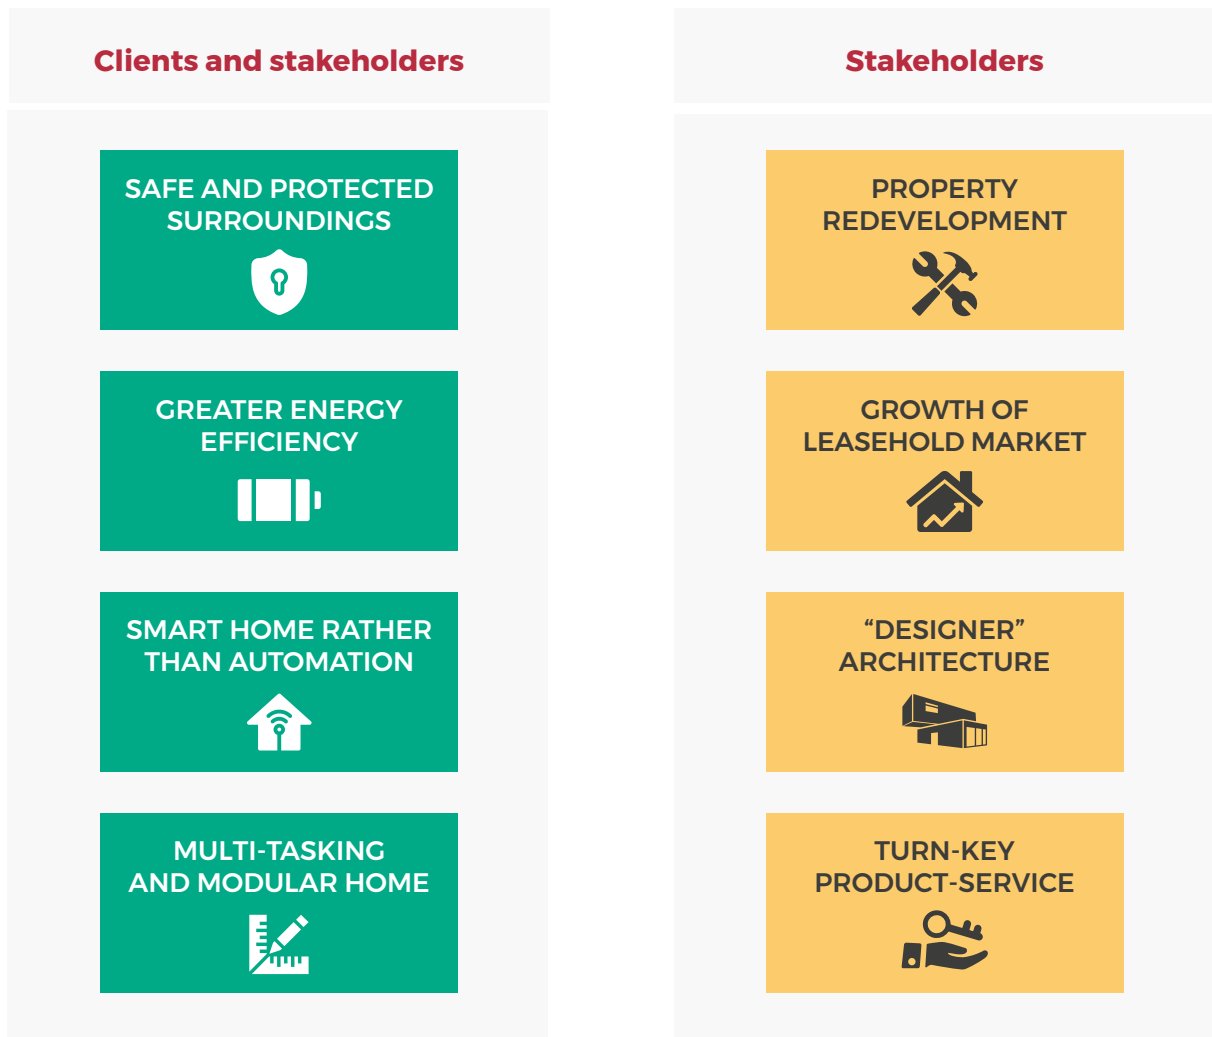 Clients and stakeholders
SAFE AND PROTECTED
SURROUNDINGS
GREATER ENERGY
EFFICIENCY
SMART HOME RATHER
THAN AUTOMATION
MULTI-TASKING
AND MODULAR HOME
Stakeholders
PROPERTY
REDEVELOPMENT
GROWTH OF
LEASEHOLD MARKET
“DESIGNER”
ARCHITECTURE
TURN-KEY
PRODUCT-SERVICE